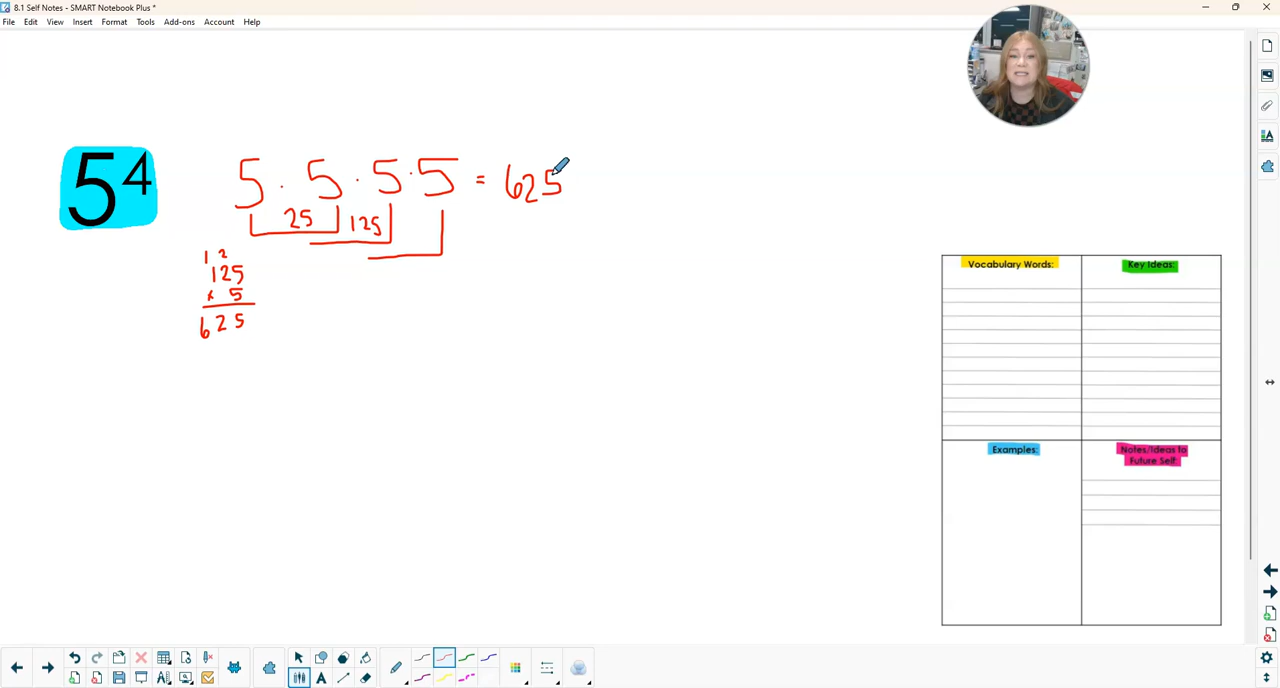 8.1 Self Notes - SMART Notebook Plus *
File Edit View Insert Format Tools Add-ons Account Help
5⁴ 5 · 5 · 5 · 5 = 625
25 125
1 2
125
× 5
625
Vocabulary Words: Key Ideas:
Examples: Notes/Ideas to
Future Self: